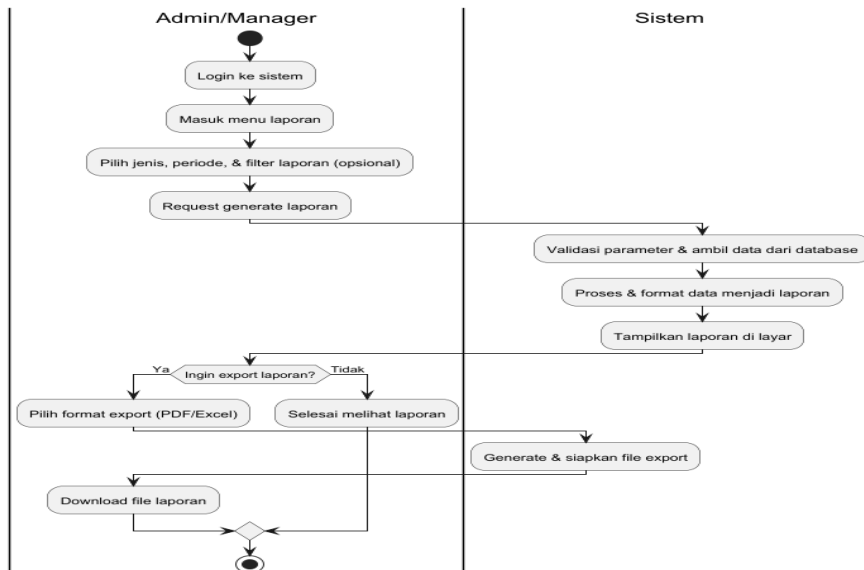 Admin/Manager
Sistem
Login ke sistem
Masuk menu laporan
Pilih jenis, periode, & filter laporan (opsional)
Request generate laporan
Validasi parameter & ambil data dari database
Proses & format data menjadi laporan
Tampilkan laporan di layar
Ya
Ingin export laporan?
Tidak
Pilih format export (PDF/Excel)
Selesai melihat laporan
Generate & siapkan file export
Download file laporan